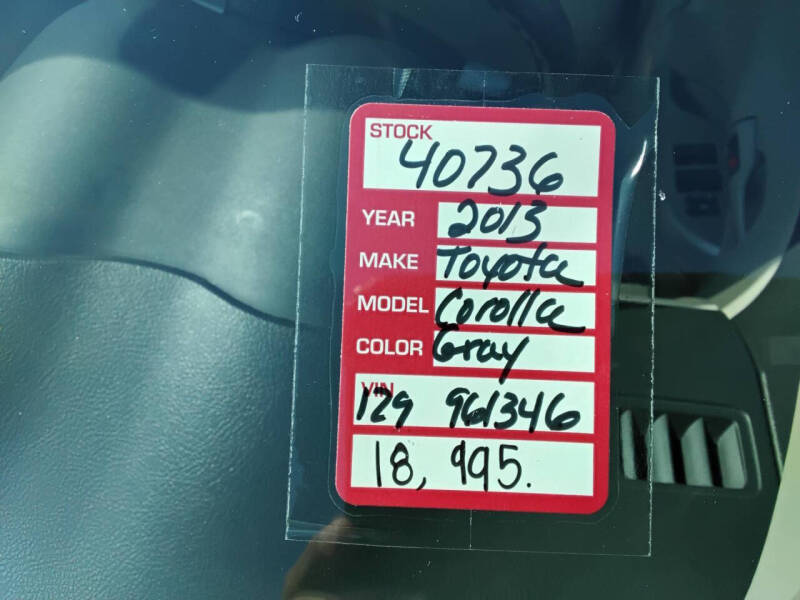 STOCK
40736
YEAR 2013
MAKE Toyota
MODEL Corolla
COLOR Gray
VIN
129 961346
18,995.